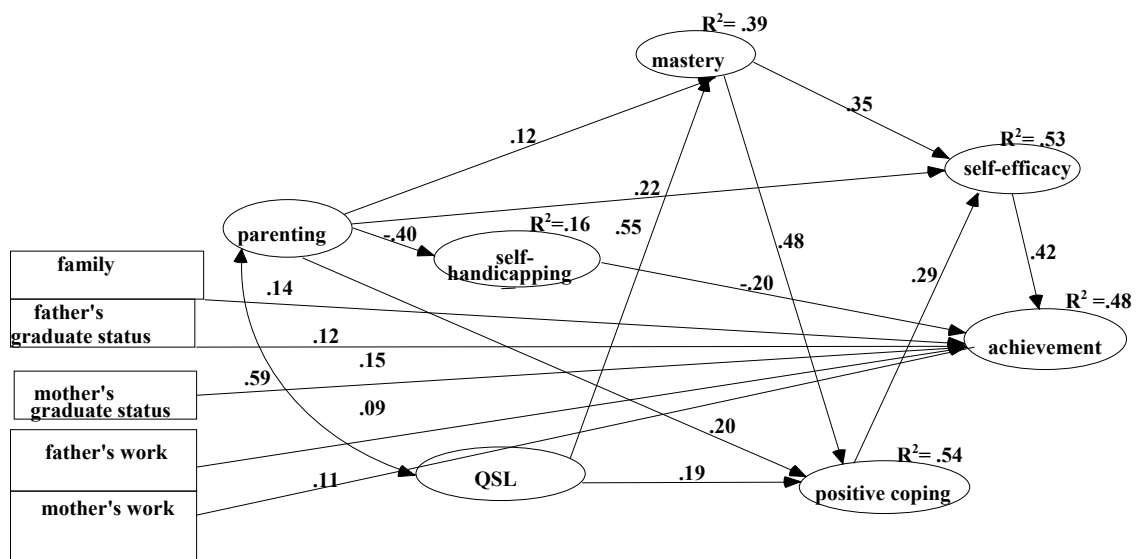 R² = .39
mastery
.35
.12
R² = .53
self-efficacy
.22
R² =.16
parenting
-.40
.55
self-
handicapping
.48
family
.29
.42
-.20
.14
R² =.48
father's
graduate status
.12
achievement
.15
mother's
graduate status
.59
.09
.20
father's work
R² = .54
.11
QSL
.19
positive coping
mother's work